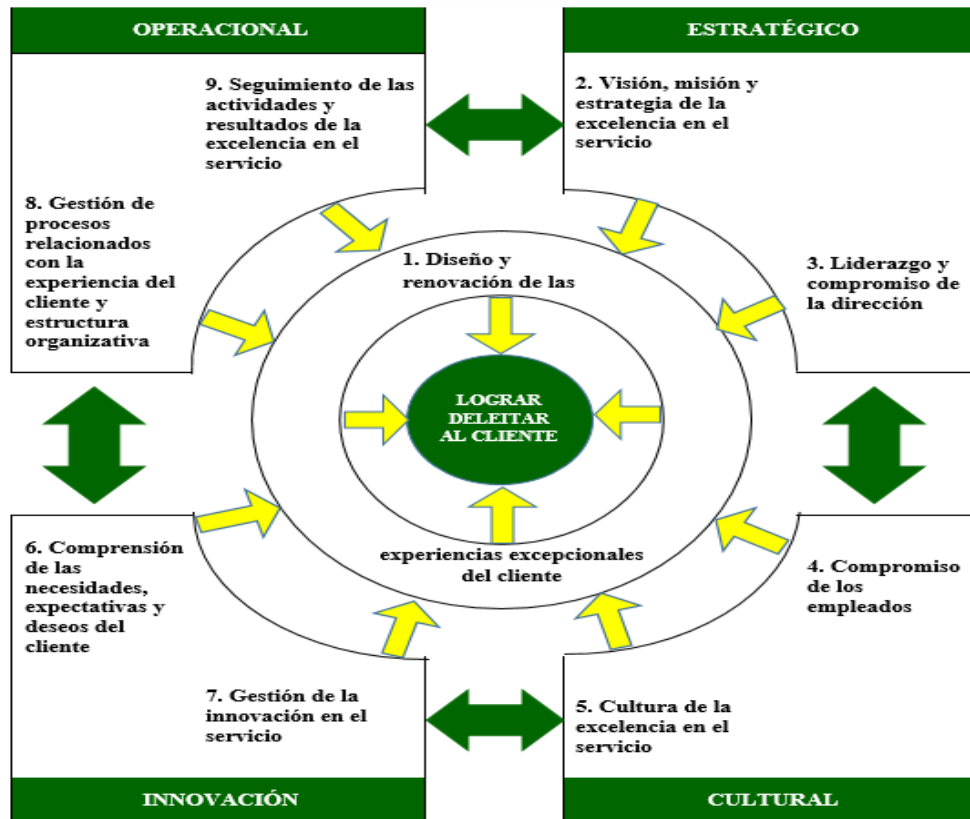 OPERACIONAL
ESTRATÉGICO
9. Seguimiento de las
actividades y
resultados de la
excelencia en el
servicio
2. Visión, misión y
estrategia de la
excelencia en el
servicio
8. Gestión de
procesos
relacionados
con la
experiencia del
cliente y
estructura
organizativa
1. Diseño y
renovación de las
3. Liderazgo y
compromiso de
la dirección
LOGRAR
DELEITAR
AL CLIENTE
experiencias excepcionales
del cliente
6. Comprensión
de las
necesidades,
expectativas y
deseos del
cliente
4. Compromiso
de los
empleados
7. Gestión de la
innovación en el
servicio
5. Cultura de la
excelencia en el
servicio
INNOVACIÓN
CULTURAL